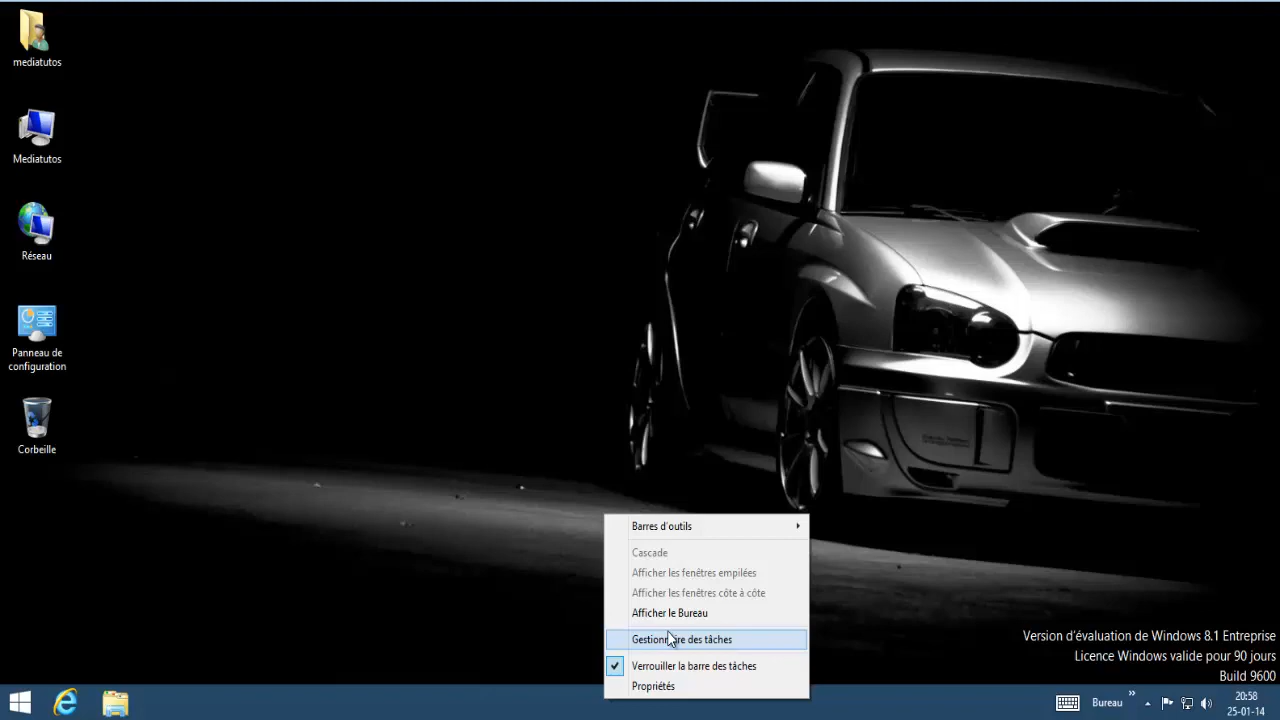 mediatutos
Mediatutos
Réseau
Panneau de
configuration
Corbeille
Barres d'outils
Cascade
Afficher les fenêtres empilées
Afficher les fenêtres côte à côte
Afficher le Bureau
Gestionnaire des tâches
Verrouiller la barre des tâches
Propriétés
Version d'évaluation de Windows 8.1 Entreprise
Licence Windows valide pour 90 jours
Build 9600
Bureau
20:58
25-01-14